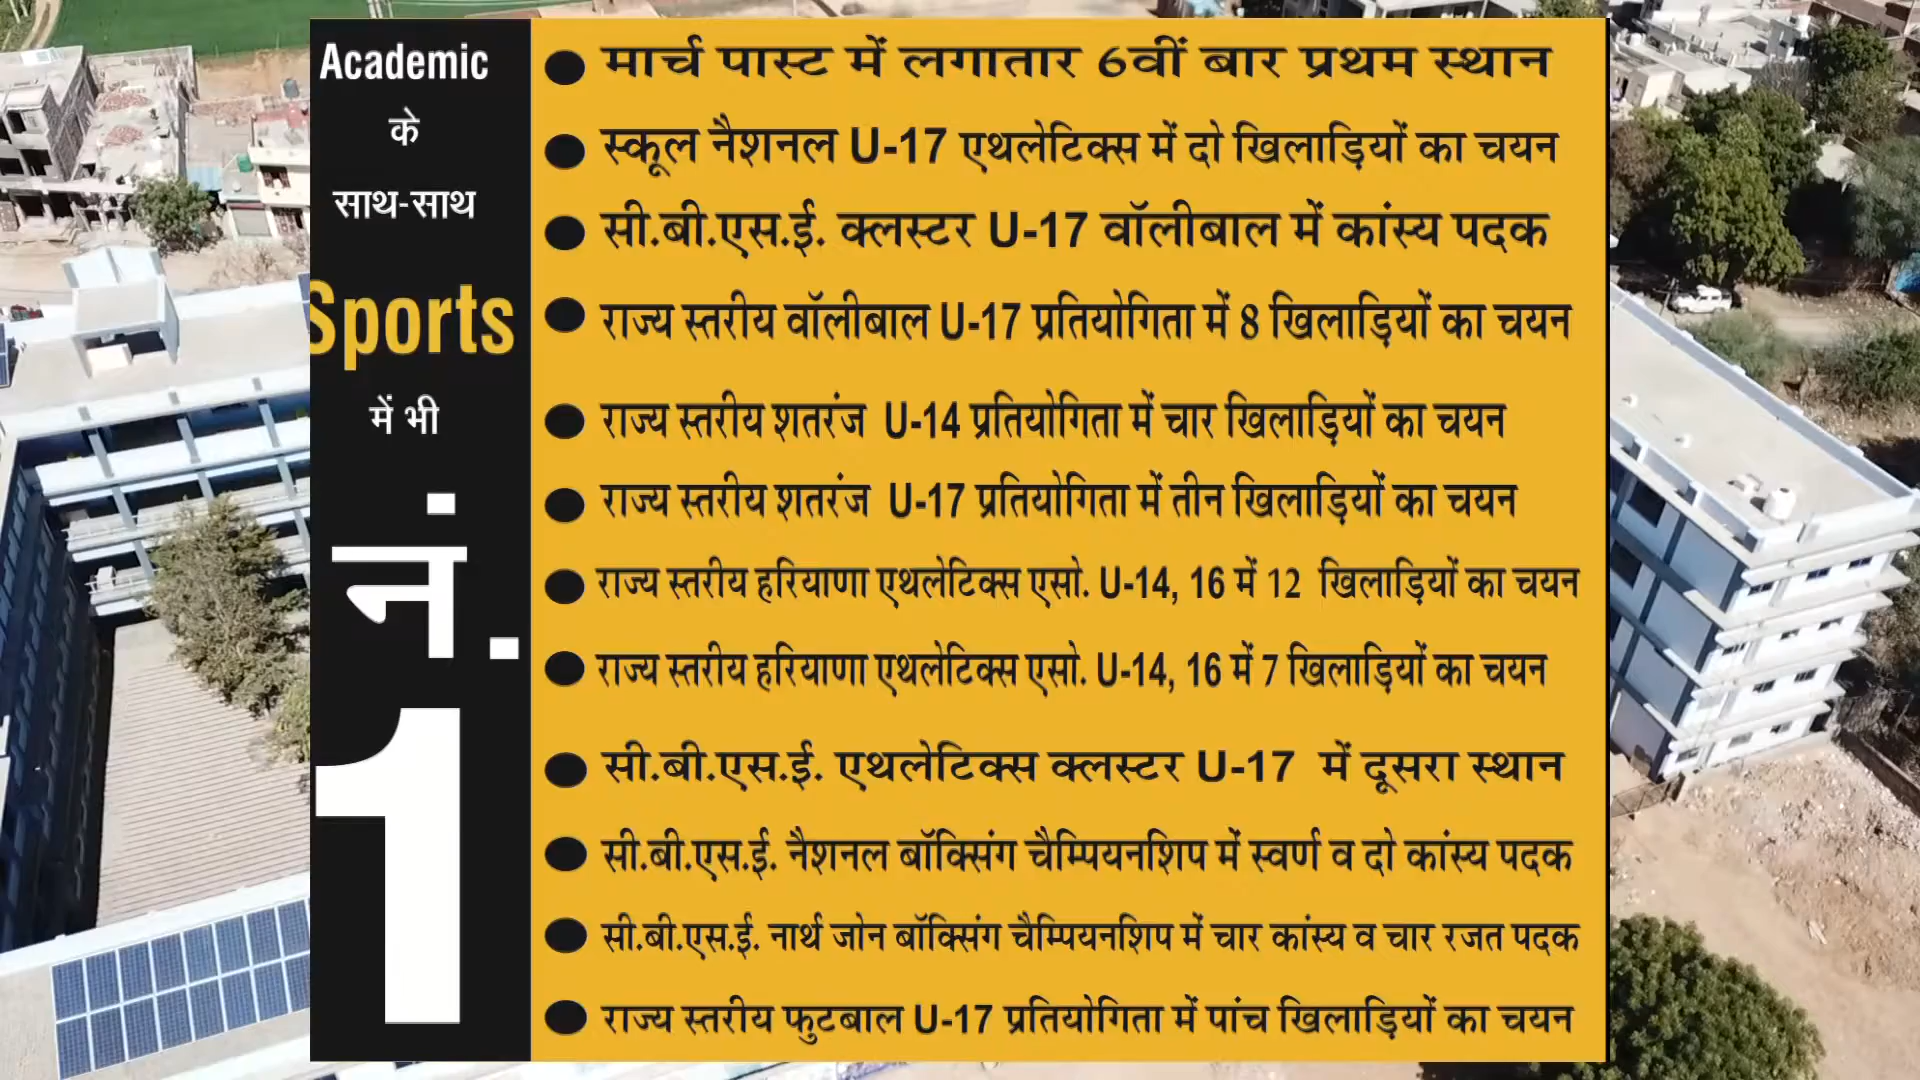 Academic
के
साथ-साथ
Sports
में भी
नं.
1
● मार्च पास्ट में लगातार 6वीं बार प्रथम स्थान
● स्कूल नैशनल U-17 एथलेटिक्स में दो खिलाड़ियों का चयन
● सी.बी.एस.ई. क्लस्टर U-17 वॉलीबाल में कांस्य पदक
● राज्य स्तरीय वॉलीबाल U-17 प्रतियोगिता में 8 खिलाड़ियों का चयन
● राज्य स्तरीय शतरंज U-14 प्रतियोगिता में चार खिलाड़ियों का चयन
● राज्य स्तरीय शतरंज U-17 प्रतियोगिता में तीन खिलाड़ियों का चयन
● राज्य स्तरीय हरियाणा एथलेटिक्स एसो. U-14, 16 में 12 खिलाड़ियों का चयन
● राज्य स्तरीय हरियाणा एथलेटिक्स एसो. U-14, 16 में 7 खिलाड़ियों का चयन
● सी.बी.एस.ई. एथलेटिक्स क्लस्टर U-17 में दूसरा स्थान
● सी.बी.एस.ई. नैशनल बॉक्सिंग चैम्पियनशिप में स्वर्ण व दो कांस्य पदक
● सी.बी.एस.ई. नार्थ जोन बॉक्सिंग चैम्पियनशिप में चार कांस्य व चार रजत पदक
● राज्य स्तरीय फुटबाल U-17 प्रतियोगिता में पांच खिलाड़ियों का चयन